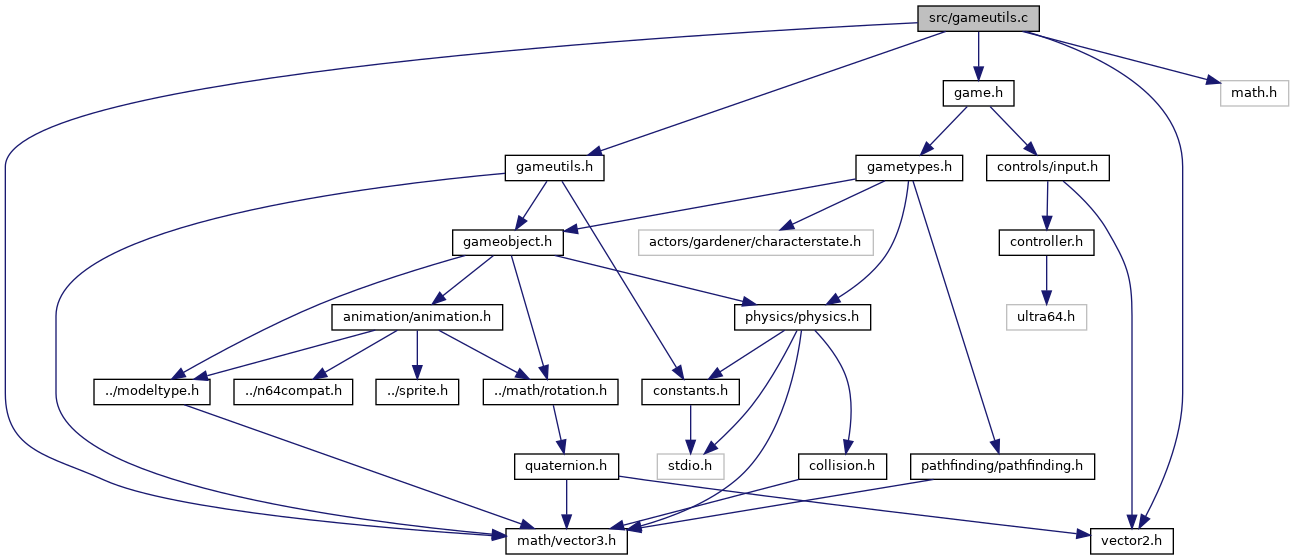 src/gameutils.c
game.h
math.h
gameutils.h
gametypes.h
controls/input.h
gameobject.h
actors/gardener/characterstate.h
controller.h
animation/animation.h
physics/physics.h
ultra64.h
../modeltype.h
../n64compat.h
../sprite.h
../math/rotation.h
constants.h
quaternion.h
stdio.h
collision.h
pathfinding/pathfinding.h
math/vector3.h
vector2.h